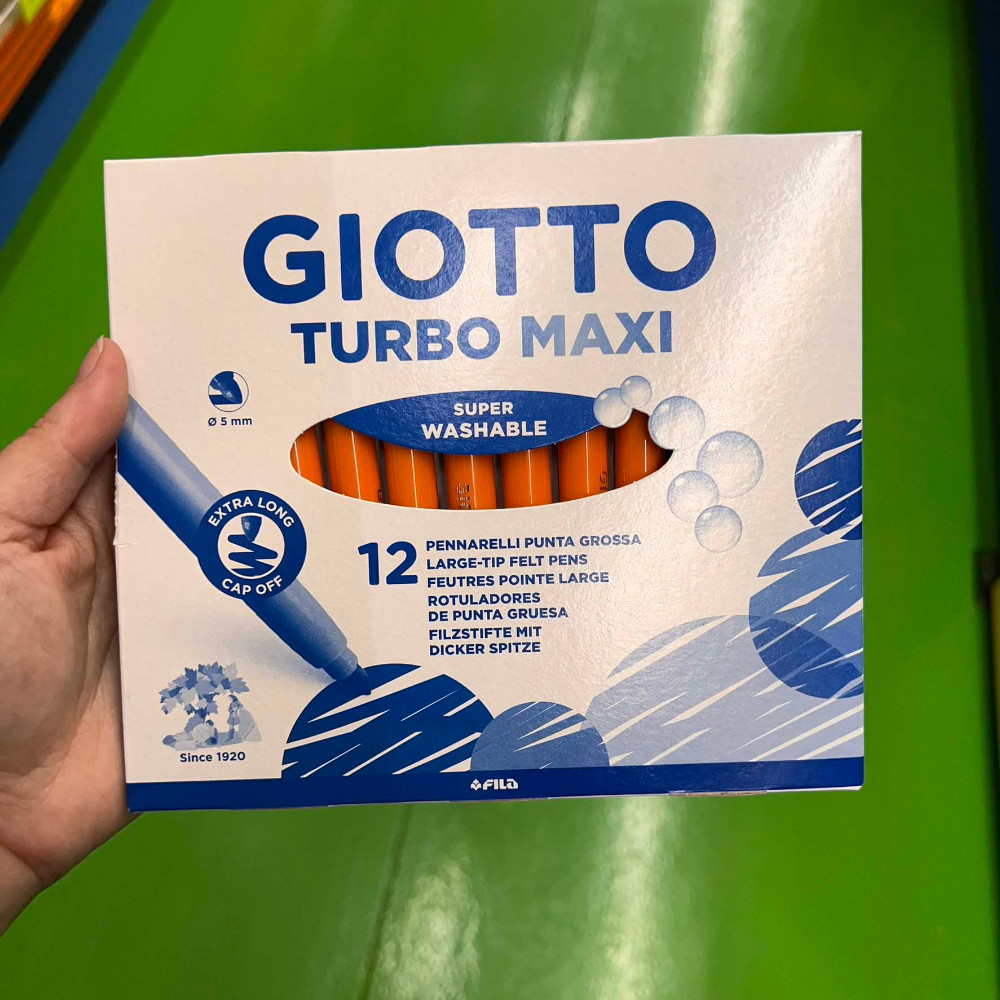 GIOTTO
TURBO MAXI
Ø 5 mm
SUPER
WASHABLE
EXTRA LONG
CAP OFF
12
PENNARELLI PUNTA GROSSA
LARGE-TIP FELT PENS
FEUTRES POINTE LARGE
ROTULADORES
DE PUNTA GRUESA
FILZSTIFTE MIT
DICKER SPITZE
Since 1920
FILA